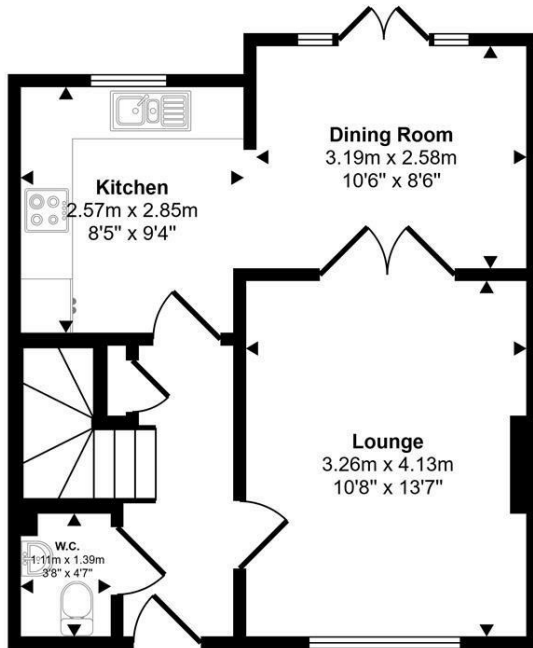 Dining Room
3.19m x 2.58m
10'6" x 8'6"
Kitchen
2.57m x 2.85m
8'5" x 9'4"
Lounge
3.26m x 4.13m
10'8" x 13'7"
W.C.
1.11m x 1.39m
3'8" x 4'7"